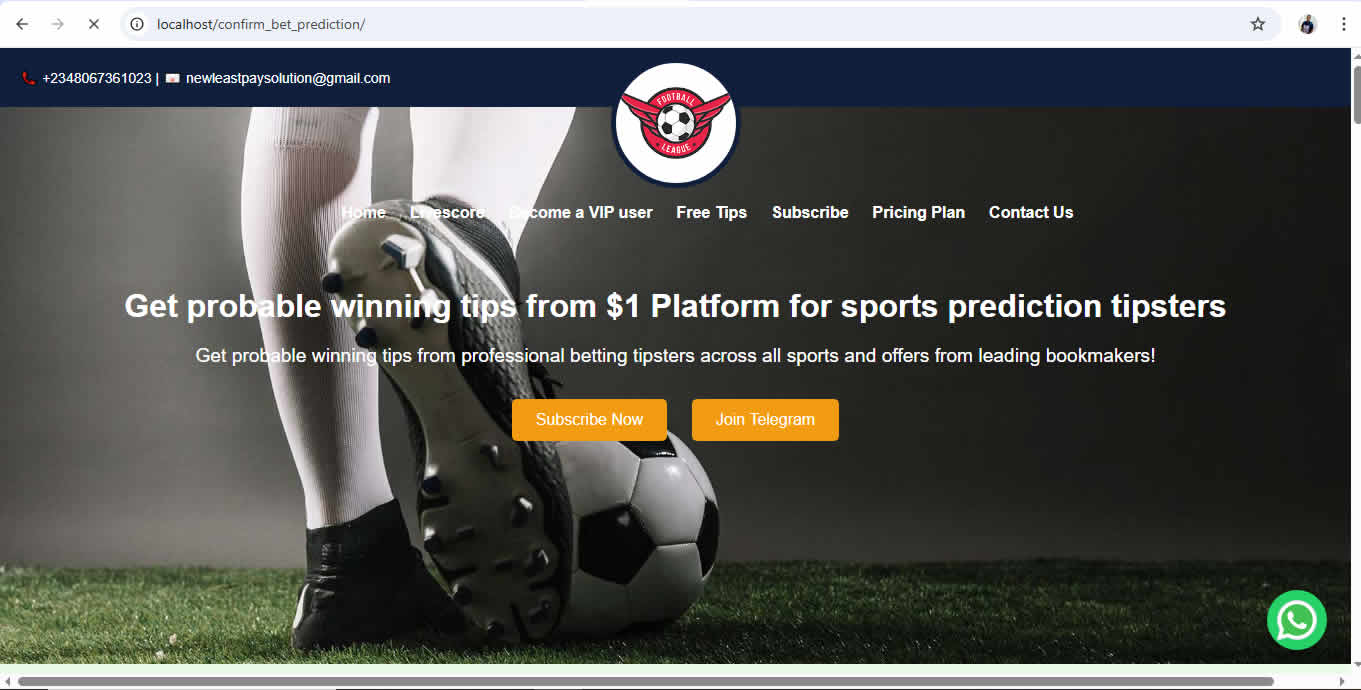 localhost/confirm_bet_prediction/
+2348067361023 | newleastpaysolution@gmail.com
FOOTBALL
LEAGUE
Home Livescore Become a VIP user Free Tips Subscribe Pricing Plan Contact Us
Get probable winning tips from $1 Platform for sports prediction tipsters
Get probable winning tips from professional betting tipsters across all sports and offers from leading bookmakers!
Subscribe Now Join Telegram